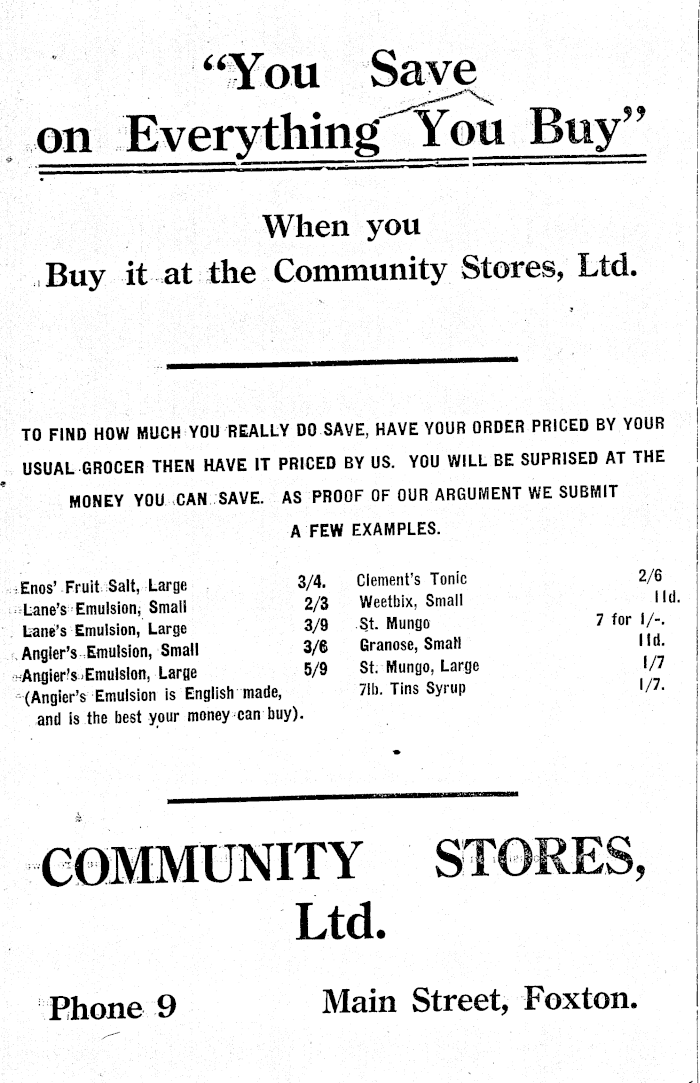 “You Save
on Everything You Buy”
When you
Buy it at the Community Stores, Ltd.
TO FIND HOW MUCH YOU REALLY DO SAVE, HAVE YOUR ORDER PRICED BY YOUR
USUAL GROCER THEN HAVE IT PRICED BY US. YOU WILL BE SUPRISED AT THE
MONEY YOU CAN SAVE. AS PROOF OF OUR ARGUMENT WE SUBMIT
A FEW EXAMPLES.
Enos' Fruit Salt, Large 3/4.
Lane's Emulsion, Small 2/3
Lane's Emulsion, Large 3/9
Angier's Emulsion, Small 3/6
Angier's Emulsion, Large 5/9
(Angier's Emulsion is English made,
and is the best your money can buy).
Clement's Tonic 2/6
Weetbix, Small 11d.
St. Mungo 7 for 1/-.
Granose, Small 11d.
St. Mungo, Large 1/7
7lb. Tins Syrup 1/7.
COMMUNITY STORES,
Ltd.
Phone 9 Main Street, Foxton.